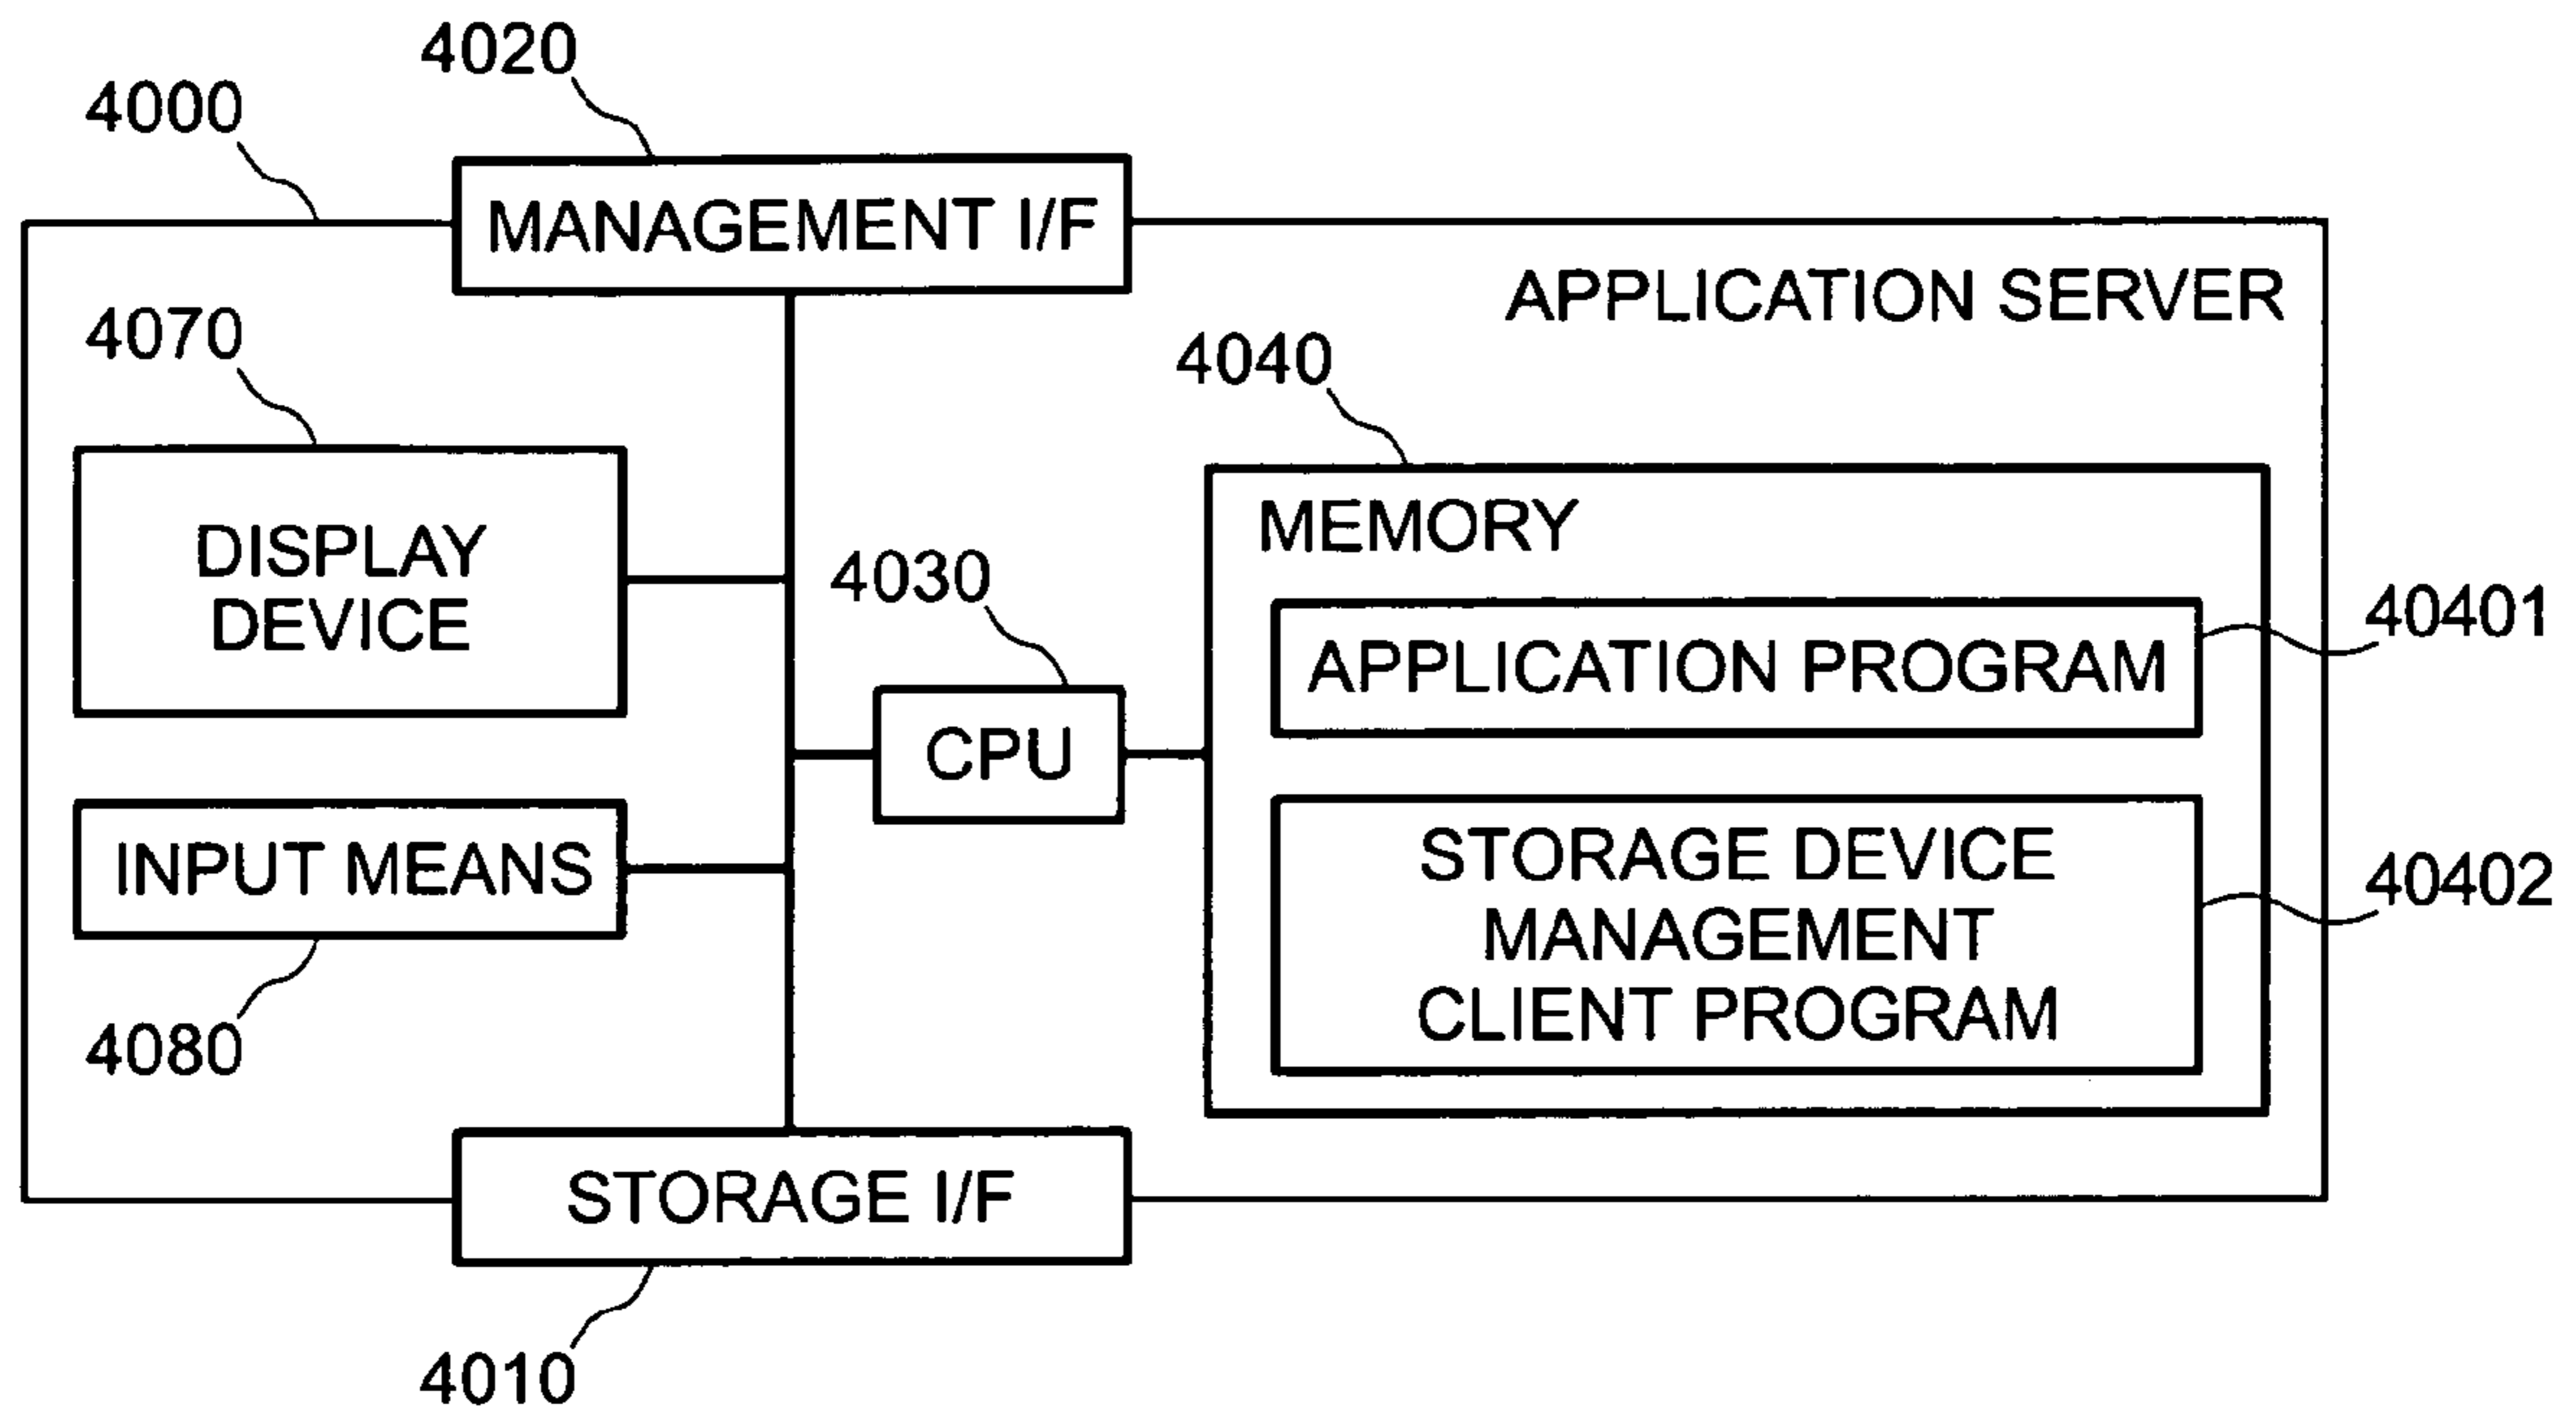 4020
4000
MANAGEMENT I/F
APPLICATION SERVER
4070
4040
DISPLAY
DEVICE
MEMORY
4030
40401
APPLICATION PROGRAM
CPU
INPUT MEANS
STORAGE DEVICE
MANAGEMENT
CLIENT PROGRAM
40402
4080
STORAGE I/F
4010